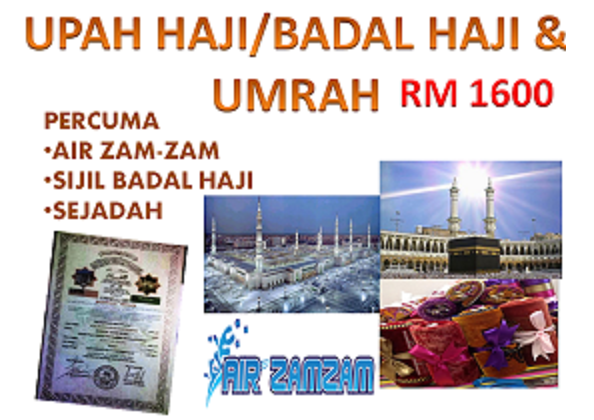 UPAH HAJI/BADAL HAJI &
UMRAH RM 1600
PERCUMA
•AIR ZAM-ZAM
•SIJIL BADAL HAJI
•SEJADAH
AIR ZAMZAM